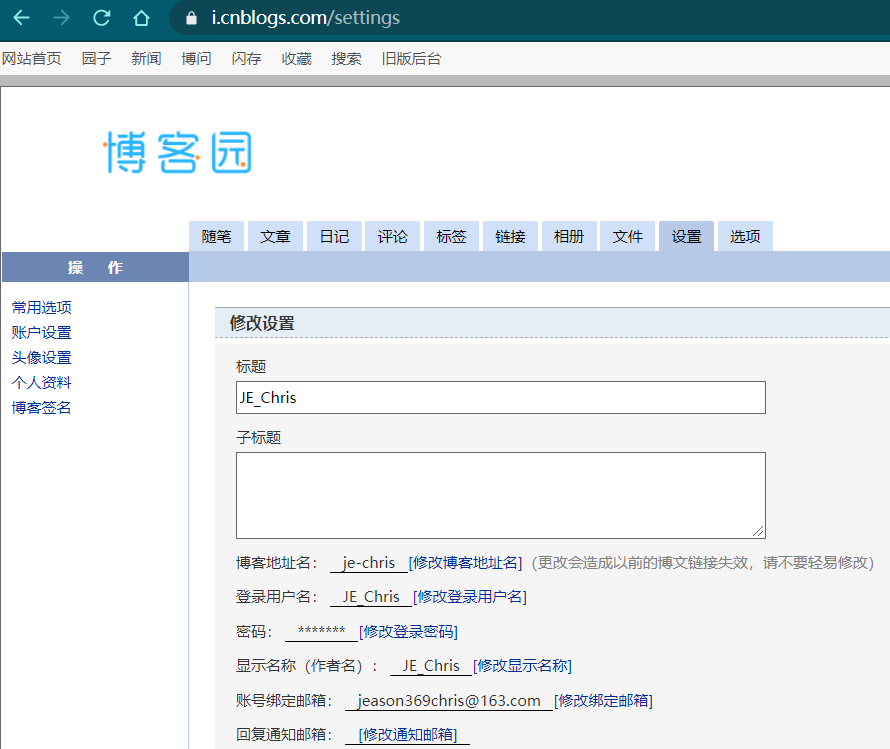 i.cnblogs.com/settings
网站首页 园子 新闻 博问 闪存 收藏 搜索 旧版后台
博客园
随笔 文章 日记 评论 标签 链接 相册 文件 设置 选项
操 作
常用选项
账户设置
头像设置
个人资料
博客签名
修改设置
标题
JE_Chris
子标题
博客地址名： je-chris [修改博客地址名] (更改会造成以前的博文链接失效，请不要轻易修改)
登录用户名： JE_Chris [修改登录用户名]
密码： ******* [修改登录密码]
显示名称（作者名）： JE_Chris [修改显示名称]
账号绑定邮箱： jeason369chris@163.com [修改绑定邮箱]
回复通知邮箱： [修改通知邮箱]